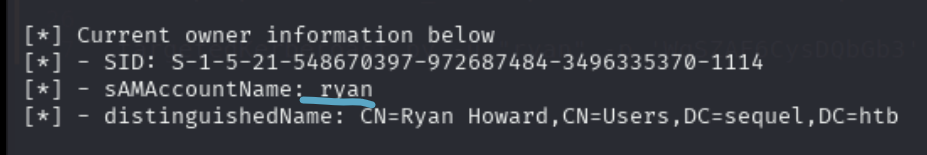 [*] Current owner information below
[*] - SID: S-1-5-21-548670397-972687484-3496335370-1114
[*] - sAMAccountName: ryan
[*] - distinguishedName: CN=Ryan Howard,CN=Users,DC=sequel,DC=htb